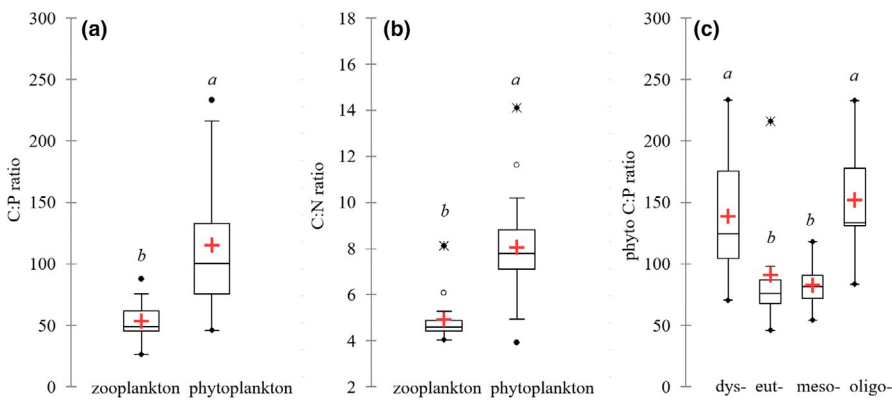 (a)
C:P ratio
300
250
200
150
100
50
0
b
a
zooplankton phytoplankton
(b)
C:N ratio
18
16
14
12
10
8
6
4
2
b
a
zooplankton phytoplankton
(c)
phyto C:P ratio
300
250
200
150
100
50
0
a
b
b
a
dys- eut- meso- oligo-